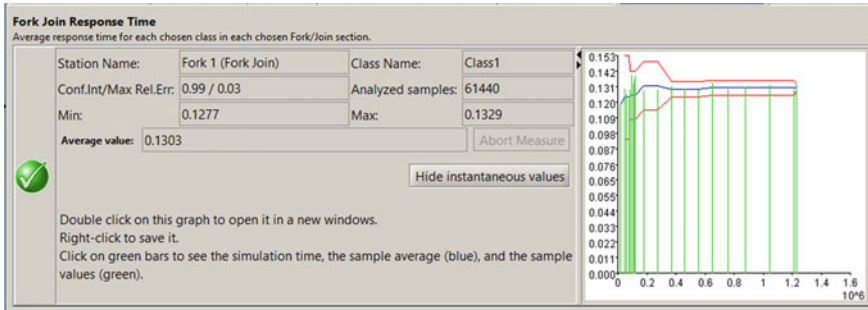 Fork Join Response Time
Average response time for each chosen class in each chosen Fork/Join section.
Station Name: Fork 1 (Fork Join) Class Name: Class1
Conf.Int/Max Rel.Err: 0.99 / 0.03 Analyzed samples: 61440
Min: 0.1277 Max: 0.1329
Average value: 0.1303 Abort Measure
Hide instantaneous values
Double click on this graph to open it in a new windows.
Right-click to save it.
Click on green bars to see the simulation time, the sample average (blue), and the sample
values (green).
0.153
0.142
0.131
0.120
0.109
0.098
0.087
0.076
0.065
0.055
0.044
0.033
0.022
0.011
0.000
0 0.2 0.4 0.6 0.8 1 1.2 1.4 1.6
10^6